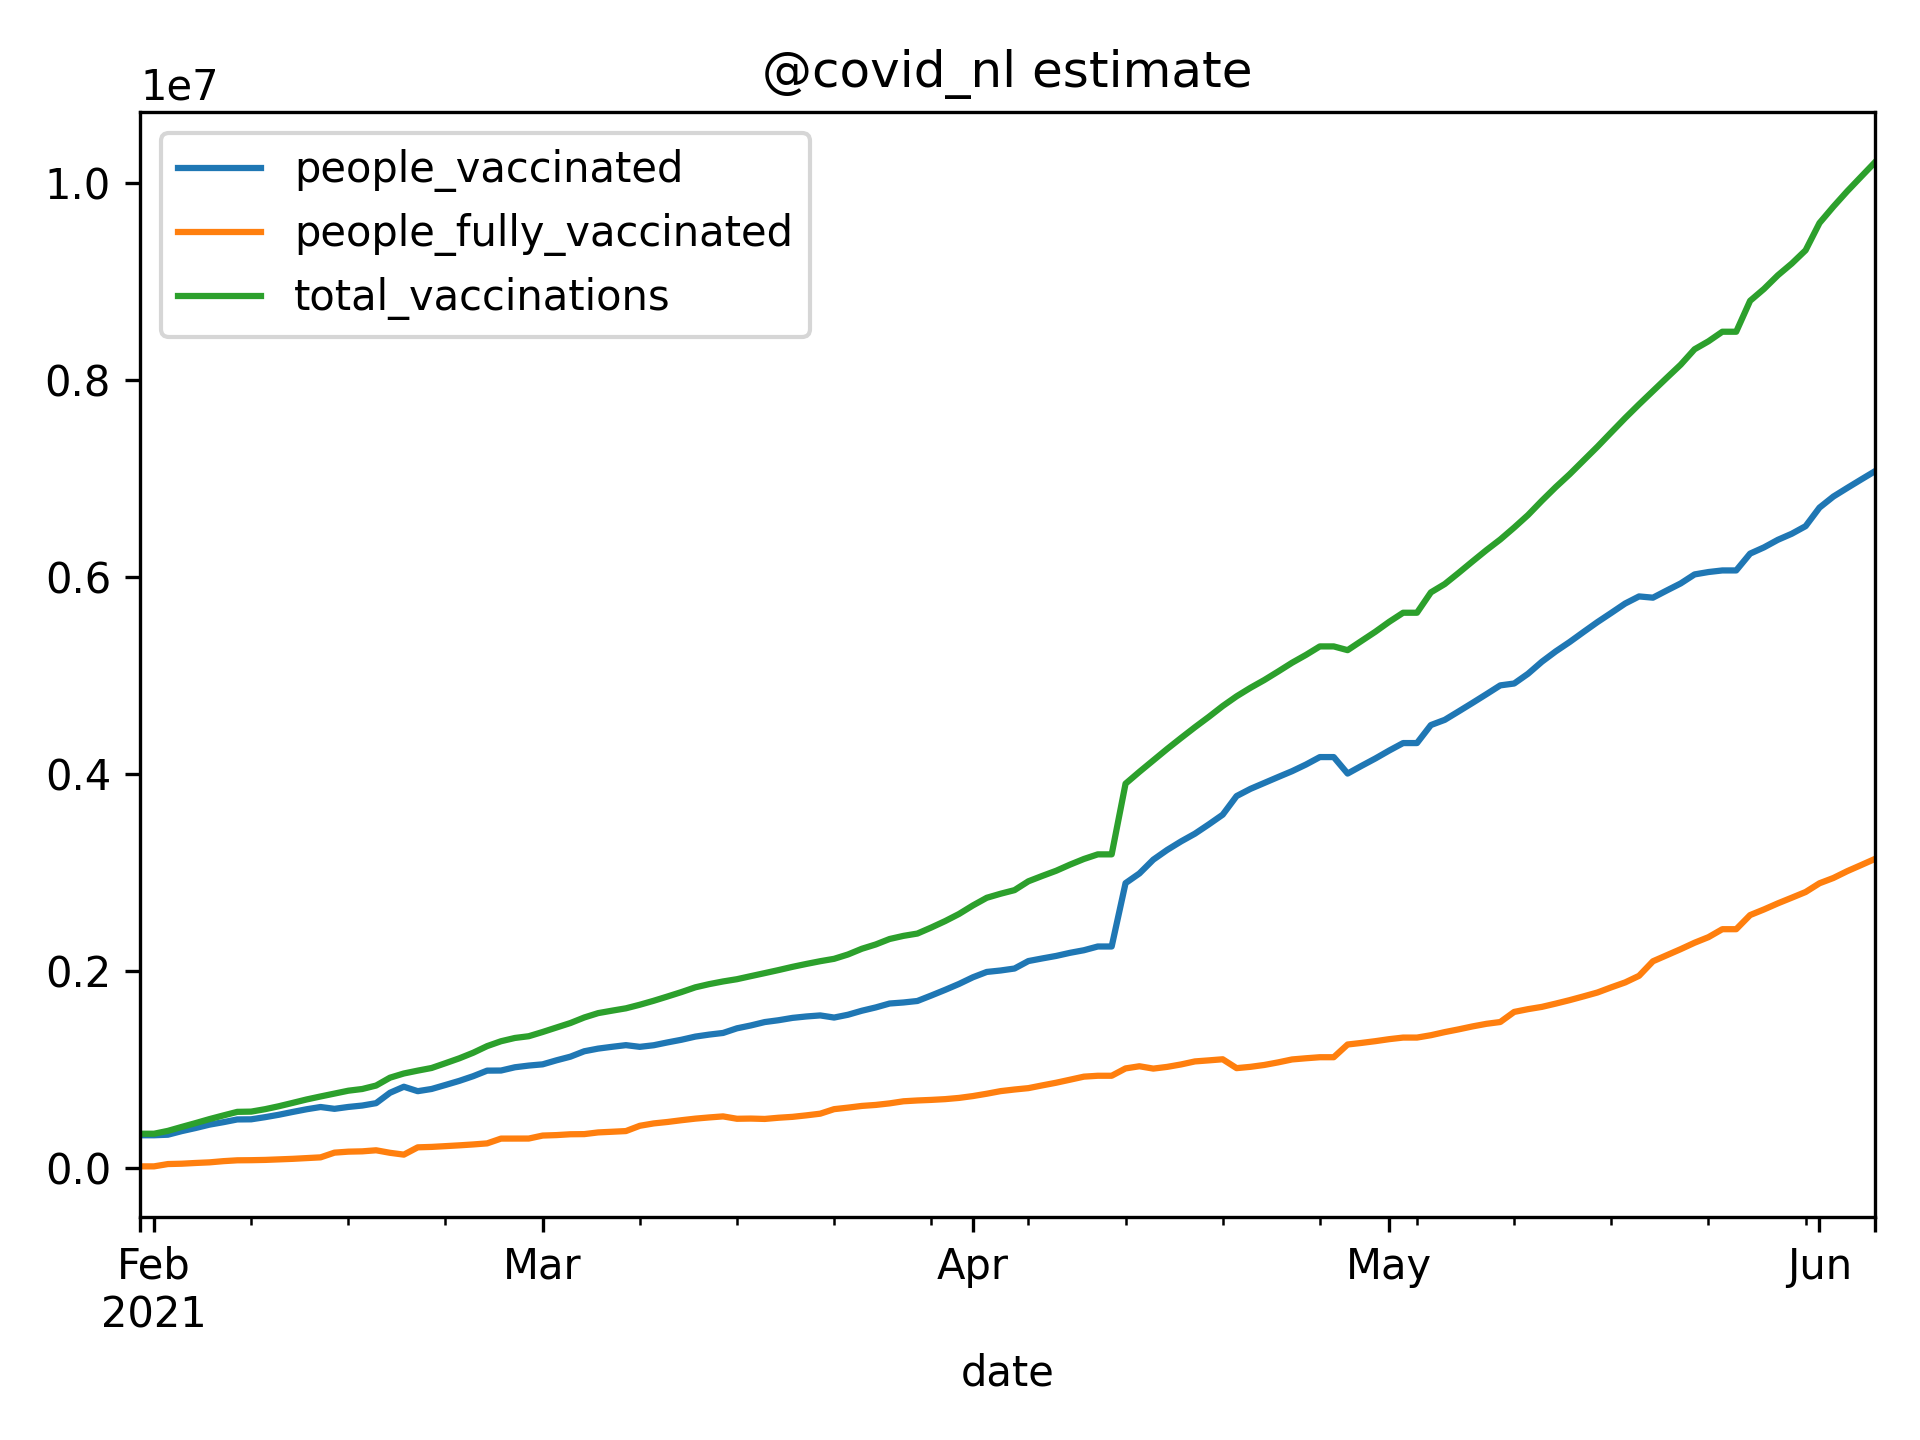 @covid_nl estimate
1e7
people_vaccinated
people_fully_vaccinated
total_vaccinations
1.0
0.8
0.6
0.4
0.2
0.0
Feb Mar Apr May Jun
2021
date